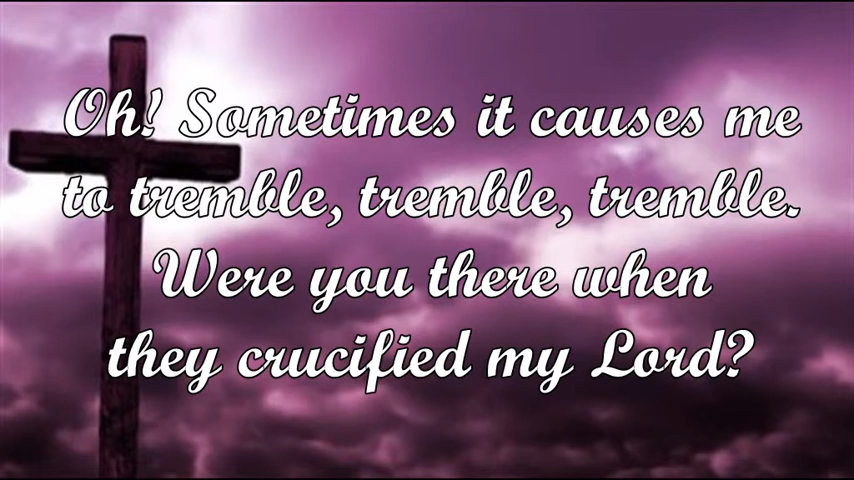 Oh! Sometimes it causes me
to tremble, tremble, tremble.
Were you there when
they crucified my Lord?